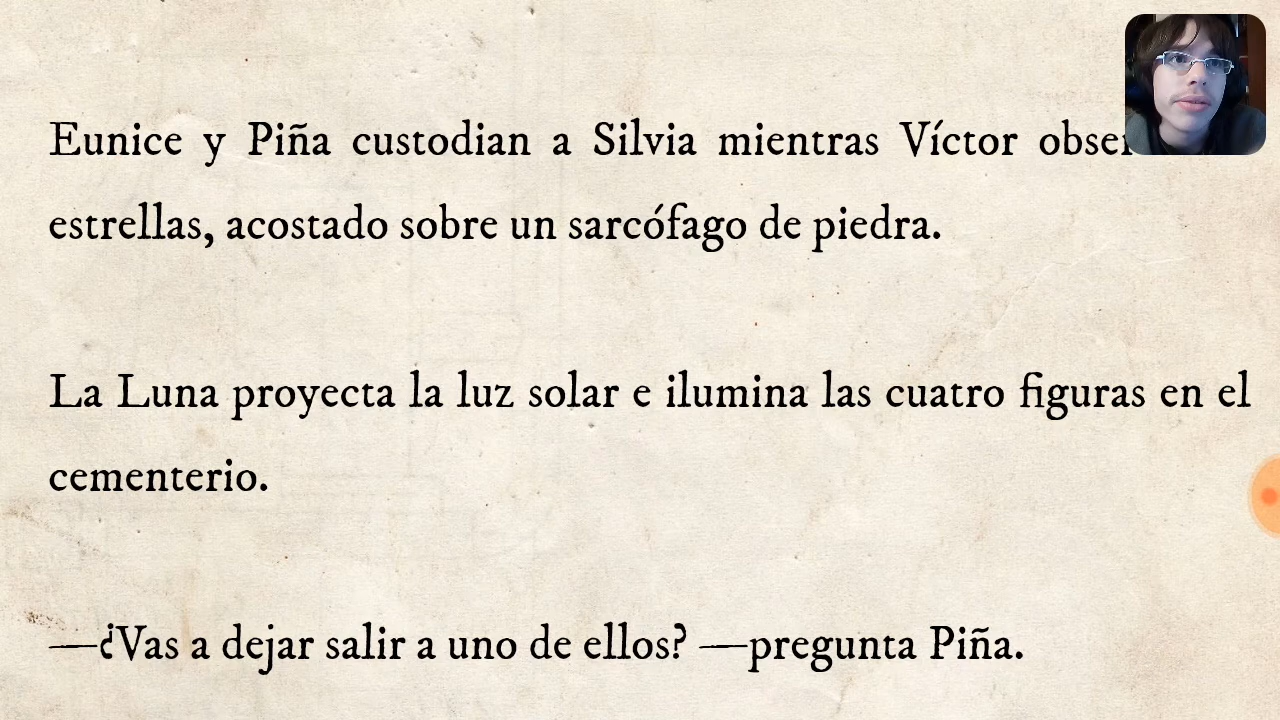 Eunice y Piña custodian a Silvia mientras Víctor
estrellas, acostado sobre un sarcófago de piedra.
La Luna proyecta la luz solar e ilumina las cuatro figuras en el
cementerio.
—¿Vas a dejar salir a uno de ellos? —pregunta Piña.